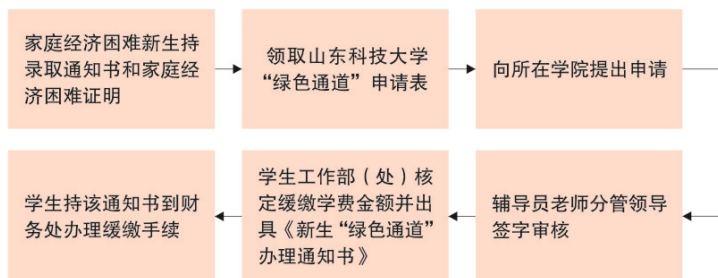 家庭经济困难新生持
录取通知书和家庭经
济困难证明
领取山东科技大学
“绿色通道”申请表
向所在学院提出申请
辅导员老师分管领导
签字审核
学生工作部（处）核
定缓缴学费金额并出
具《新生“绿色通道”
办理通知书》
学生持该通知书到财
务处办理缓缴手续